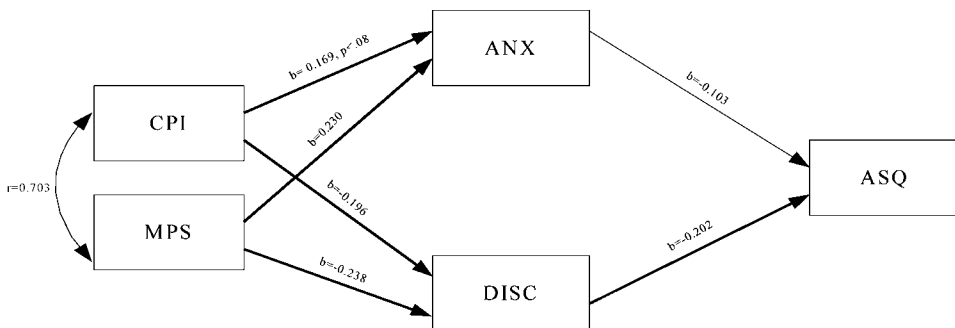 ANX
b= 0.169, p<.08
b=-0.103
CPI
b=0.230
ASQ
r=0.703
b=-0.196
MPS
b=-0.202
b=-0.238
DISC